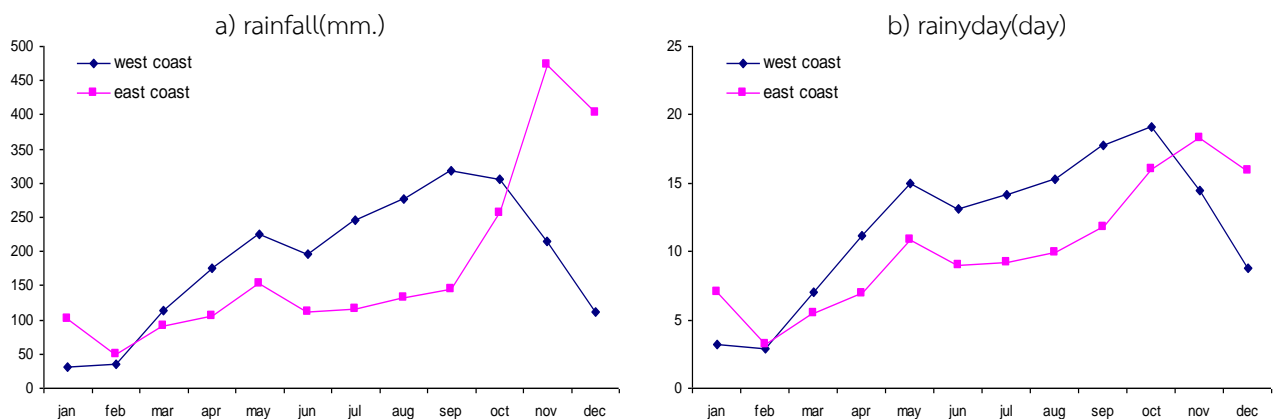 a) rainfall(mm.)
500
450
400
350
300
250
200
150
100
50
0
west coast
east coast
jan feb mar apr may jun jul aug sep oct nov dec
b) rainyday(day)
25
20
15
10
5
0
west coast
east coast
jan feb mar apr may jun jul aug sep oct nov dec